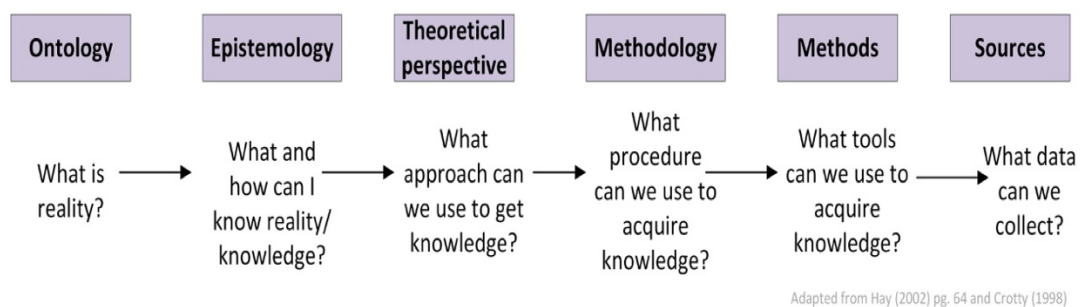 Ontology
Epistemology
Theoretical
perspective
Methodology
Methods
Sources
What is
reality?
What and
how can I
know reality/
knowledge?
What
approach can
we use to get
knowledge?
What
procedure
can we use to
acquire
knowledge?
What tools
can we use to
acquire
knowledge?
What data
can we
collect?
Adapted from Hay (2002) pg. 64 and Crotty (1998)